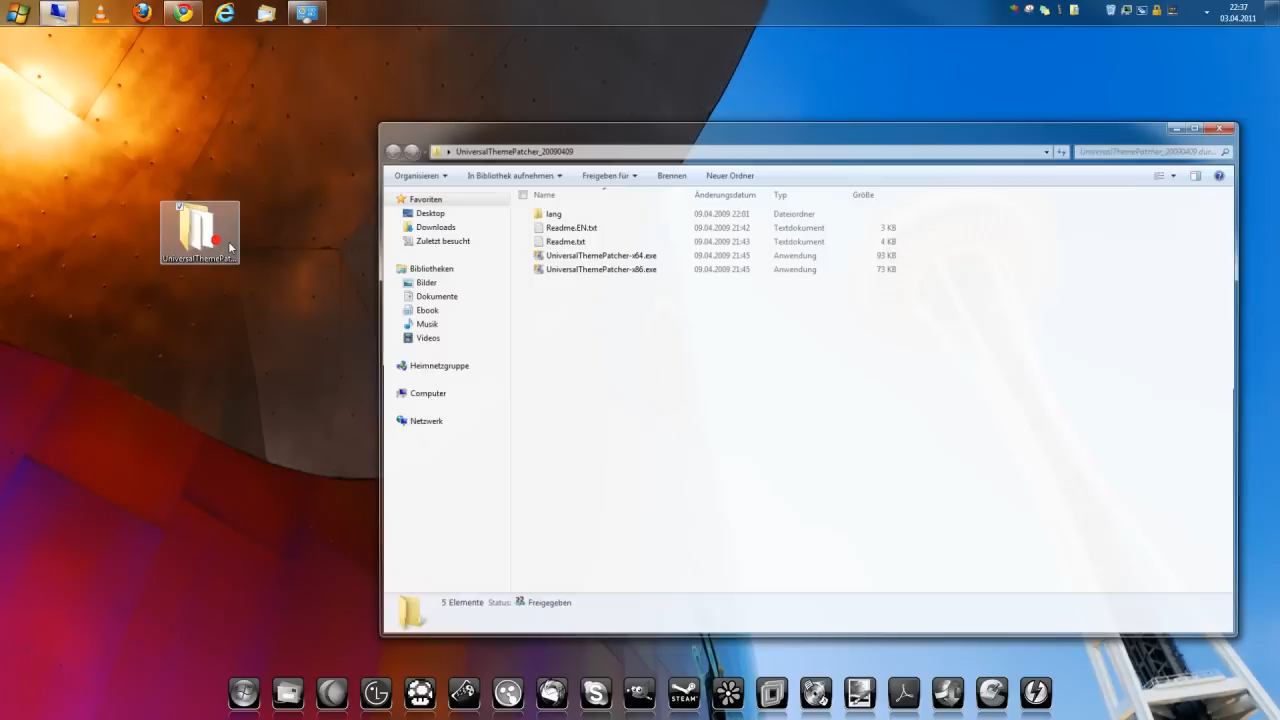 22:37
03.04.2011
UniversalThemePat...
UniversalThemePatcher_20090409
UniversalThemePatcher_20090409 dur...
Organisieren
In Bibliothek aufnehmen
Freigeben für
Brennen
Neuer Ordner
Name Änderungsdatum Typ Größe
Favoriten
Desktop
Downloads
Zuletzt besucht
Bibliotheken
Bilder
Dokumente
Ebook
Musik
Videos
Heimnetzgruppe
Computer
Netzwerk
lang 09.04.2009 22:01 Dateiordner
Readme.EN.txt 09.04.2009 21:42 Textdokument 3 KB
Readme.txt 09.04.2009 21:43 Textdokument 4 KB
UniversalThemePatcher-x64.exe 09.04.2009 21:45 Anwendung 93 KB
UniversalThemePatcher-x86.exe 09.04.2009 21:45 Anwendung 73 KB
5 Elemente Status: Freigegeben
STEAM